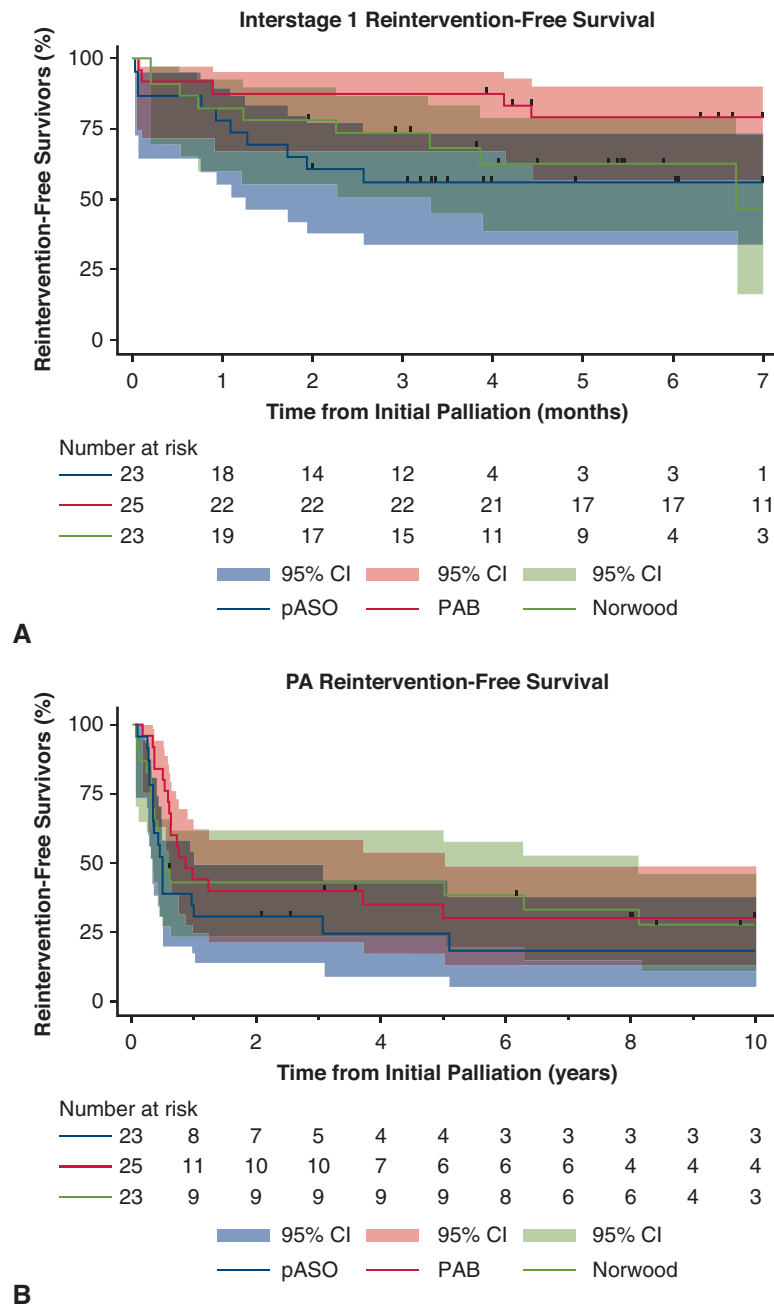 Interstage 1 Reintervention-Free Survival
Reintervention-Free Survivors (%)
100
75
50
25
0
0 1 2 3 4 5 6 7
Time from Initial Palliation (months)
Number at risk
23 18 14 12 4 3 3 1
25 22 22 22 21 17 17 11
23 19 17 15 11 9 4 3
95% CI 95% CI 95% CI
pASO PAB Norwood
A
PA Reintervention-Free Survival
Reintervention-Free Survivors (%)
100
75
50
25
0
0 2 4 6 8 10
Time from Initial Palliation (years)
Number at risk
23 8 7 5 4 4 3 3 3 3 3
25 11 10 10 7 6 6 6 4 4 4
23 9 9 9 9 9 8 6 6 4 3
95% CI 95% CI 95% CI
pASO PAB Norwood
B